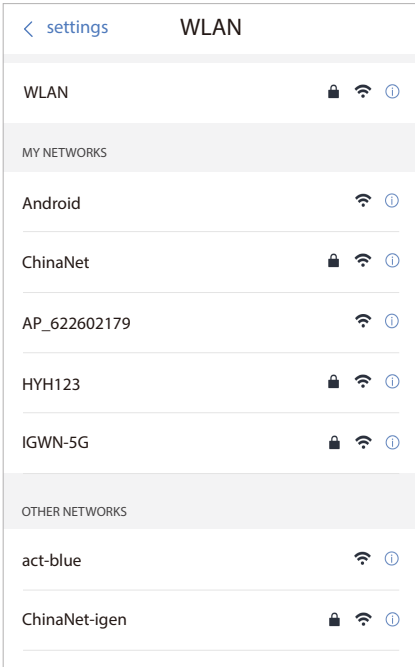 settings WLAN
WLAN
MY NETWORKS
Android
ChinaNet
AP_622602179
HYH123
IGWN-5G
OTHER NETWORKS
act-blue
ChinaNet-igen